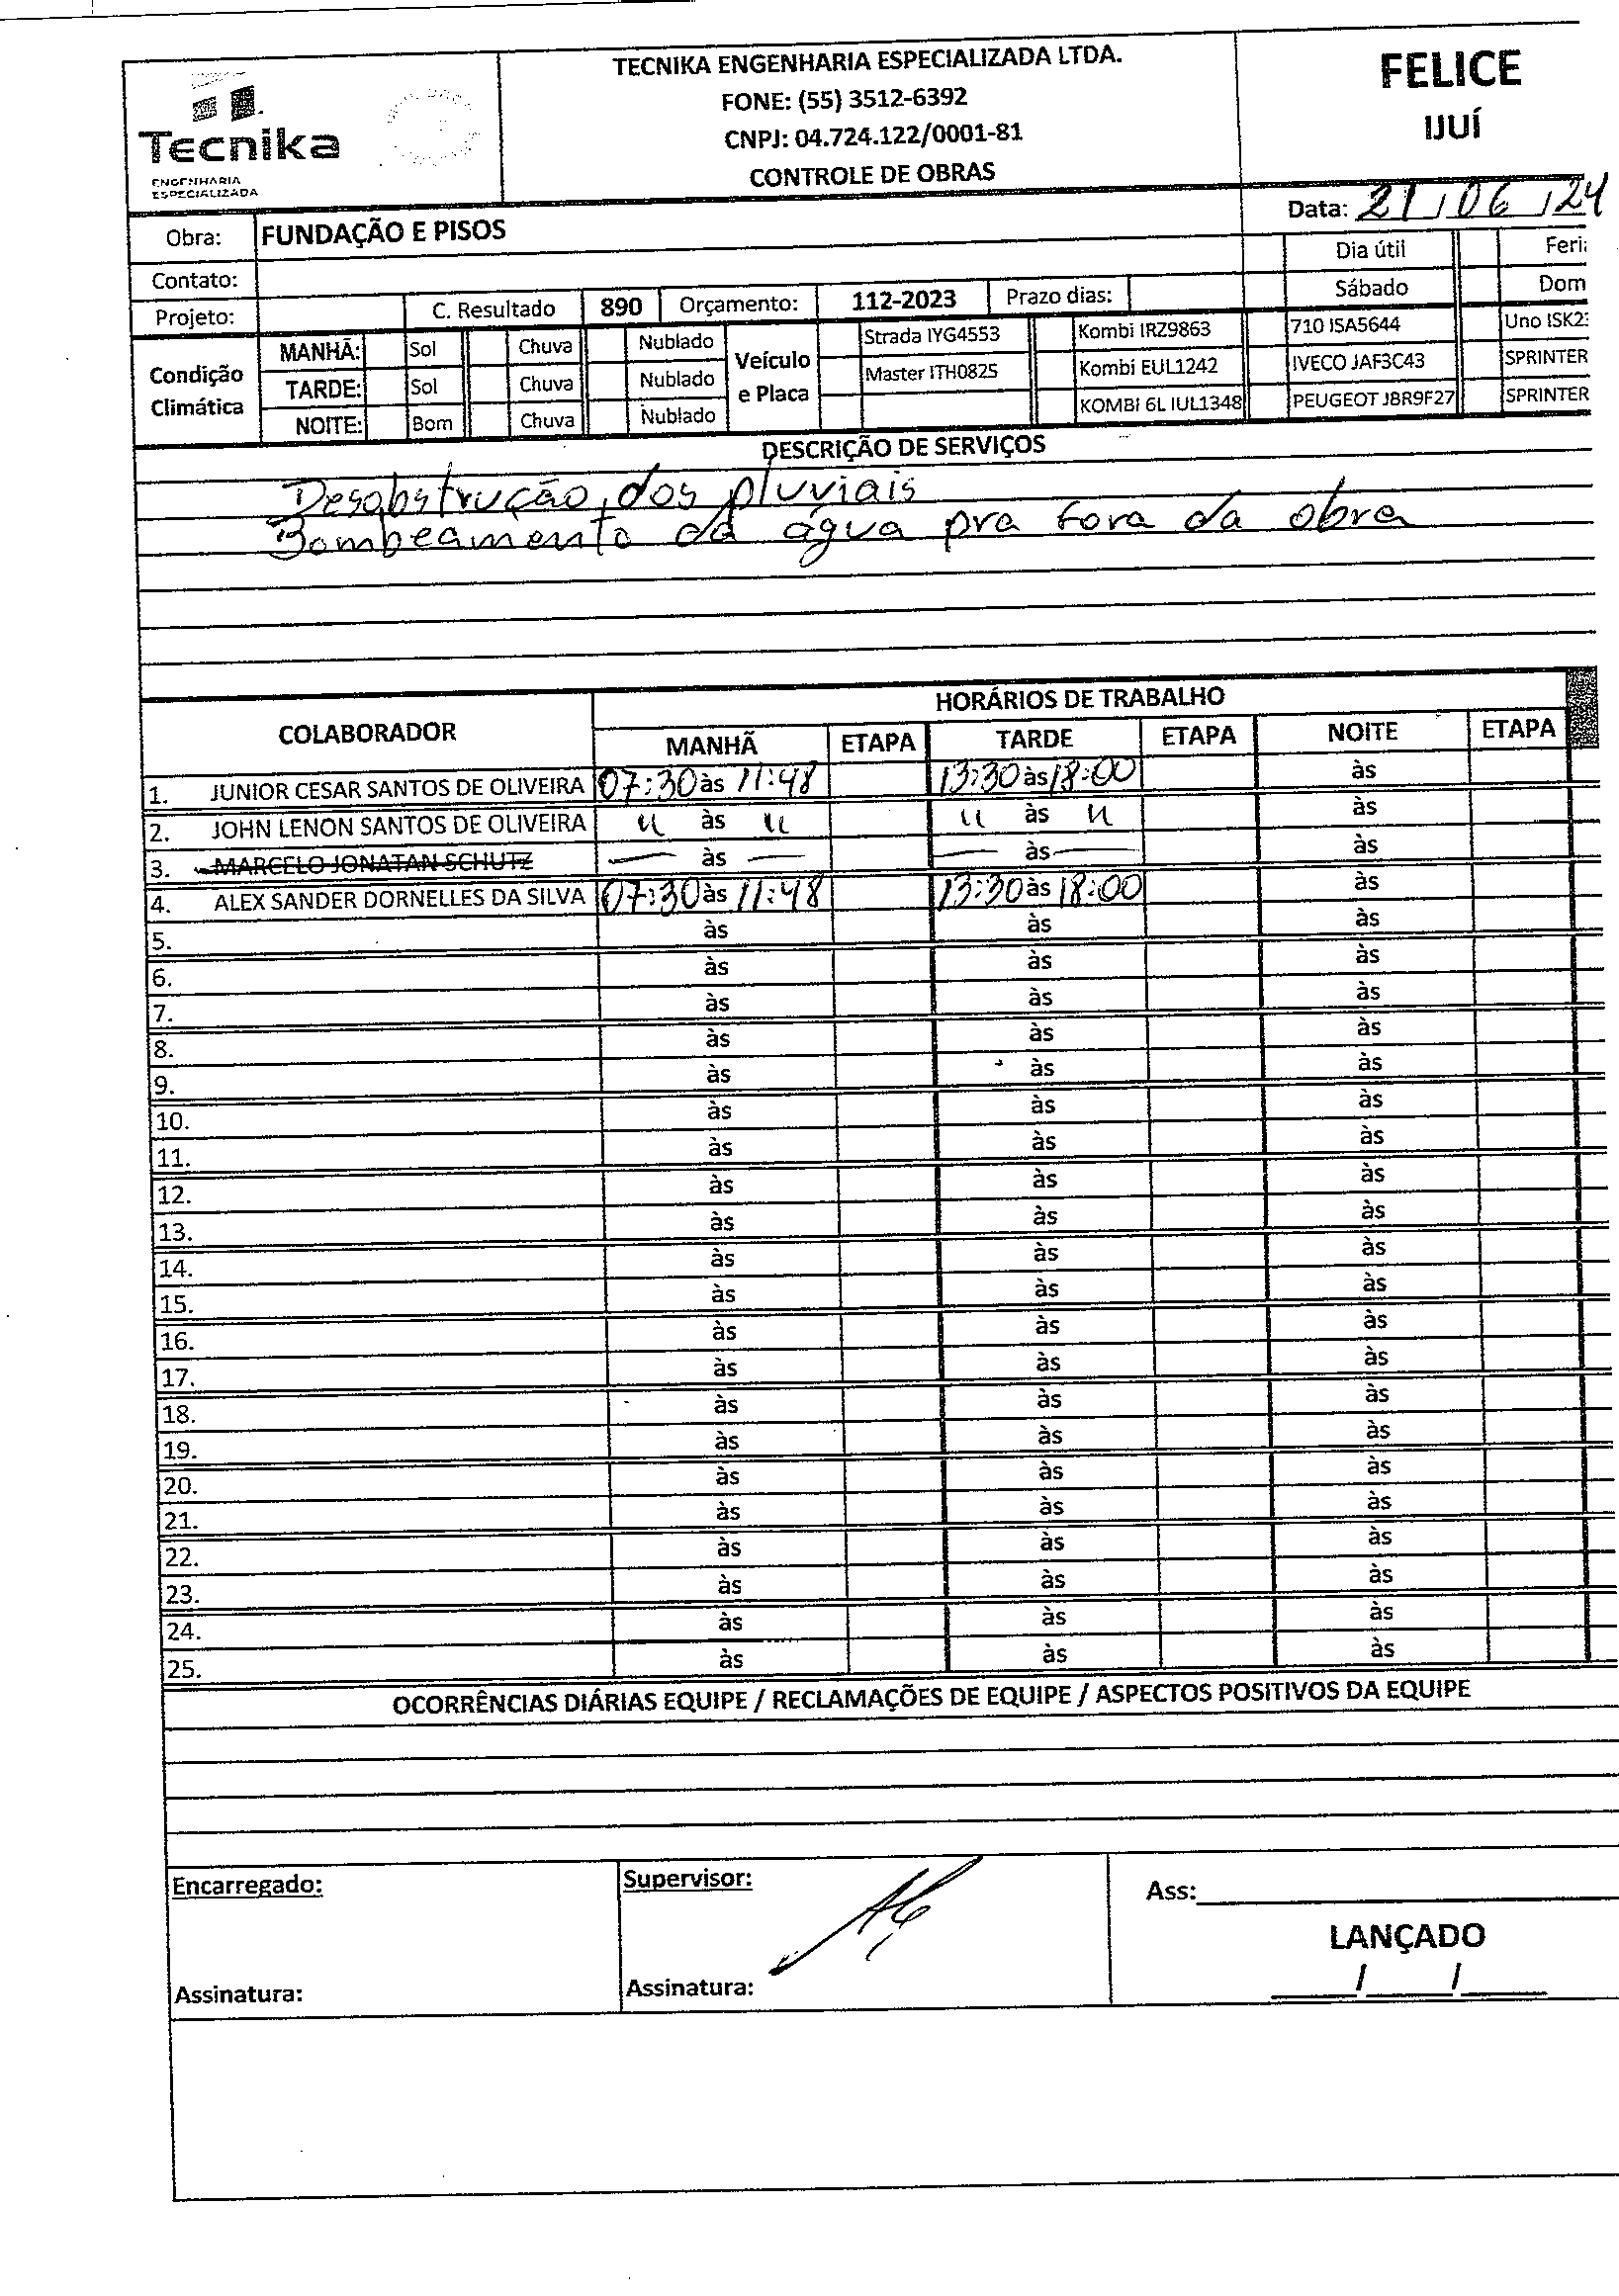 TECNIKA ENGENHARIA ESPECIALIZADA LTDA.
FONE: (55) 3512-6392
CNPJ: 04.724.122/0001-81
CONTROLE DE OBRAS
Tecnika
ENGENHARIA
ESPECIALIZADA
FELICE
IJUÍ
Data: 21/06/24
Obra: FUNDAÇÃO E PISOS
Dia útil Feri
Contato:
Sábado Dom
Projeto: C. Resultado 890 Orçamento: 112-2023 Prazo dias:
Condição Climática
MANHÃ: Sol Chuva Nublado
TARDE: Sol Chuva Nublado
NOITE: Bom Chuva Nublado
Veículo e Placa
Strada IYG4553 Kombi IRZ9863 710 ISA5644 Uno ISK23
Master ITH0825 Kombi EUL1242 IVECO JAF3C43 SPRINTER
KOMBI 6L IUL1348 PEUGEOT JBR9F27 SPRINTER
DESCRIÇÃO DE SERVIÇOS
Desobstrução dos pluviais
Bombeamento da água pra fora da obra
COLABORADOR HORÁRIOS DE TRABALHO
MANHÃ ETAPA TARDE ETAPA NOITE ETAPA
1. JUNIOR CESAR SANTOS DE OLIVEIRA 07:30 às 11:48 13:30 às 18:00 às
2. JOHN LENON SANTOS DE OLIVEIRA " às " " às " às
3. MARCELO JONATAN SCHUTZ — às — — às — às
4. ALEX SANDER DORNELLES DA SILVA 07:30 às 11:48 13:30 às 18:00 às
5. às às às
6. às às às
7. às às às
8. às às às
9. às às às
10. às às às
11. às às às
12. às às às
13. às às às
14. às às às
15. às às às
16. às às às
17. às às às
18. às às às
19. às às às
20. às às às
21. às às às
22. às às às
23. às às às
24. às às às
25. às às às
OCORRÊNCIAS DIÁRIAS EQUIPE / RECLAMAÇÕES DE EQUIPE / ASPECTOS POSITIVOS DA EQUIPE
Encarregado: Supervisor: Ass:
LANÇADO
Assinatura: Assinatura: / /